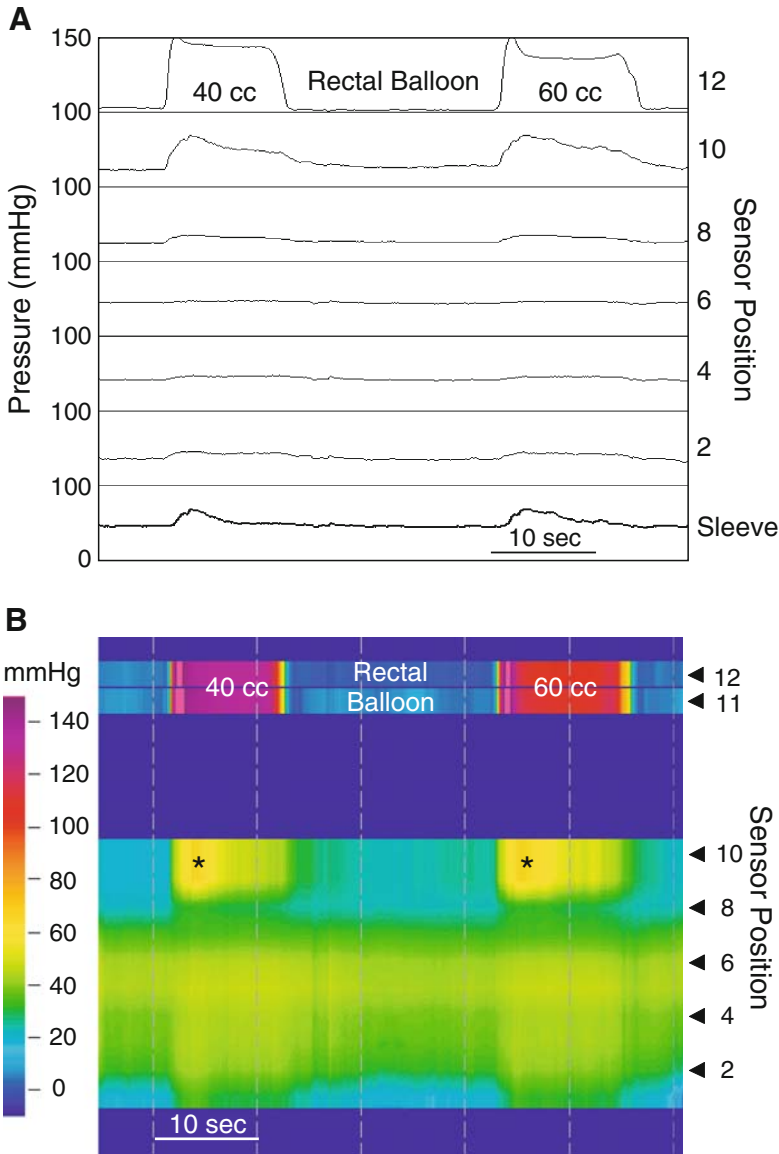 A
Pressure (mmHg)
150
100
100
100
100
100
100
0
40 cc
Rectal Balloon
60 cc
10 sec
12
10
8
6
4
2
Sleeve
Sensor Position
B
mmHg
140
120
100
80
60
40
20
0
40 cc
Rectal
Balloon
60 cc
*
*
10 sec
12
11
10
8
6
4
2
Sensor Position